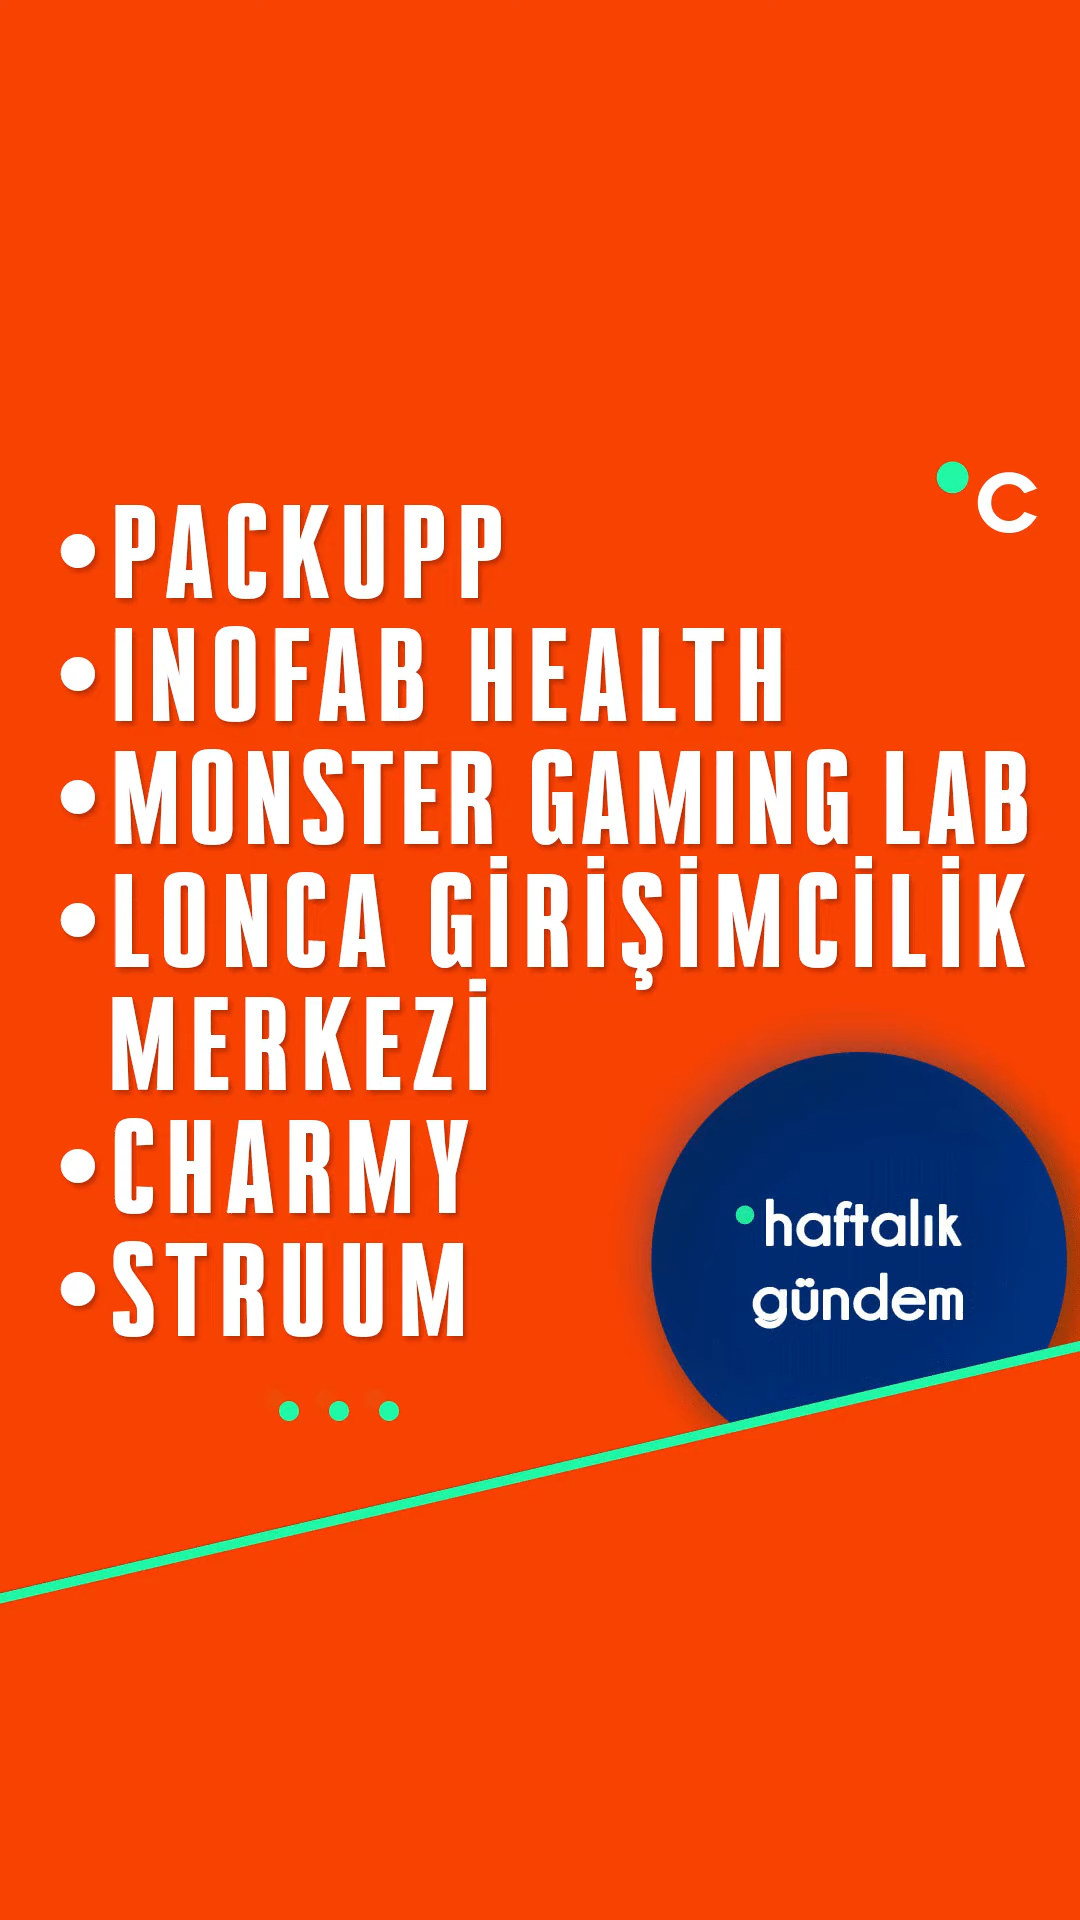 C
•PACKUPP
•INOFAB HEALTH
•MONSTER GAMING LAB
•LONCA GİRİŞİMCİLİK
MERKEZİ
•CHARMY
•STRUUM
haftalık
gündem